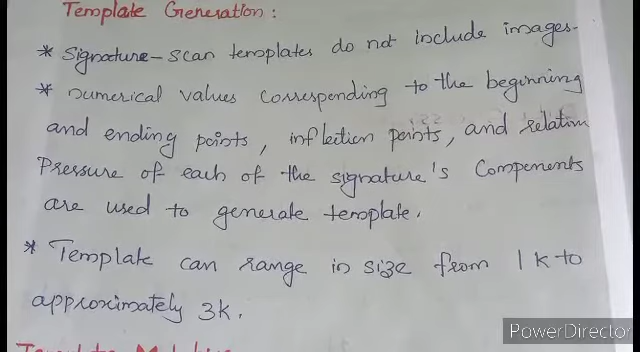 Template Generation :
* Signature-scan templates do not include images.
* numerical values corresponding to the beginning
and ending points, inflection points, and relative
Pressure of each of the signature's Components
are used to generate template.
* Template can range in size from 1k to
approximately 3k.
Template Matching
PowerDirector